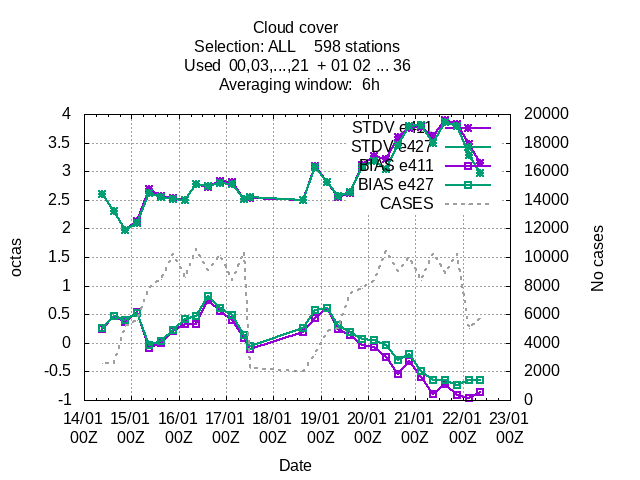 Cloud cover
Selection: ALL 598 stations
Used 00,03,...,21 + 01 02 ... 36
Averaging window: 6h
4
3.5
3
2.5
2
1.5
1
0.5
0
-0.5
-1
octas
20000
18000
16000
14000
12000
10000
8000
6000
4000
2000
0
No cases
STDV e411
STDV e427
BIAS e411
BIAS e427
CASES
14/01 15/01 16/01 17/01 18/01 19/01 20/01 21/01 22/01 23/01
00Z 00Z 00Z 00Z 00Z 00Z 00Z 00Z 00Z 00Z
Date